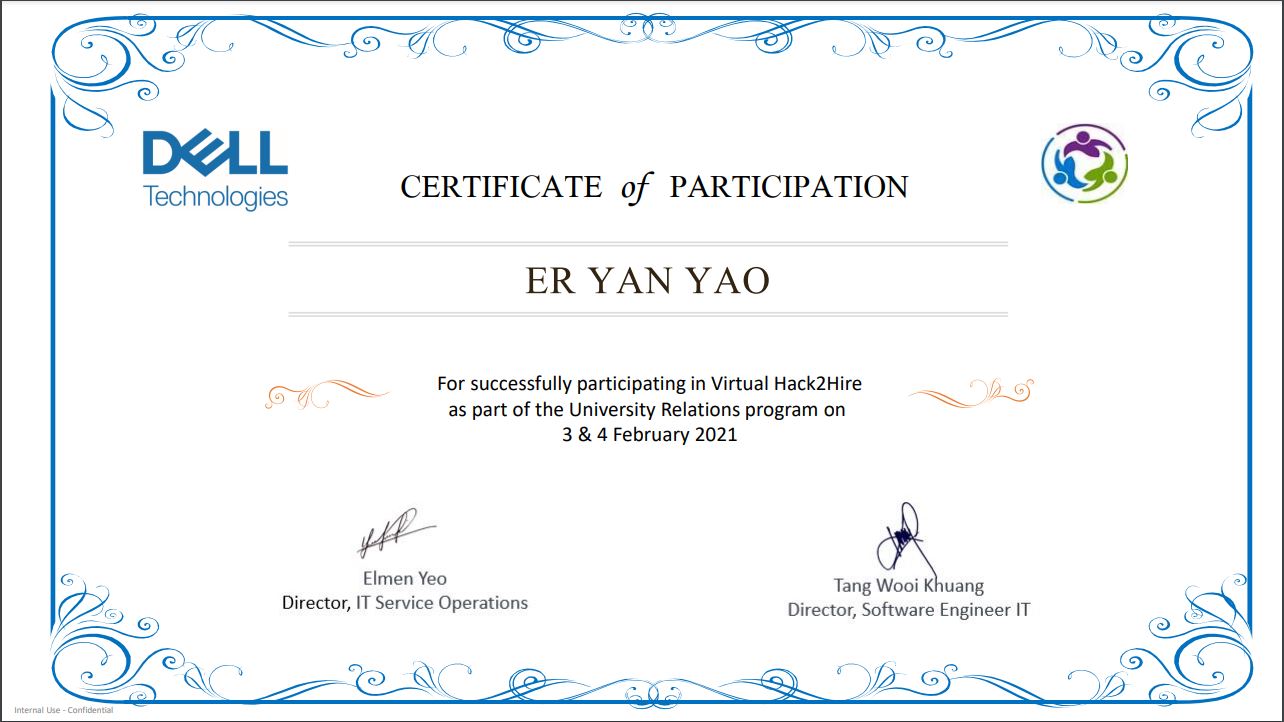 DELL
Technologies
CERTIFICATE of PARTICIPATION
ER YAN YAO
For successfully participating in Virtual Hack2Hire
as part of the University Relations program on
3 & 4 February 2021
Elmen Yeo
Director, IT Service Operations
Tang Wooi Khuang
Director, Software Engineer IT
Internal Use - Confidential